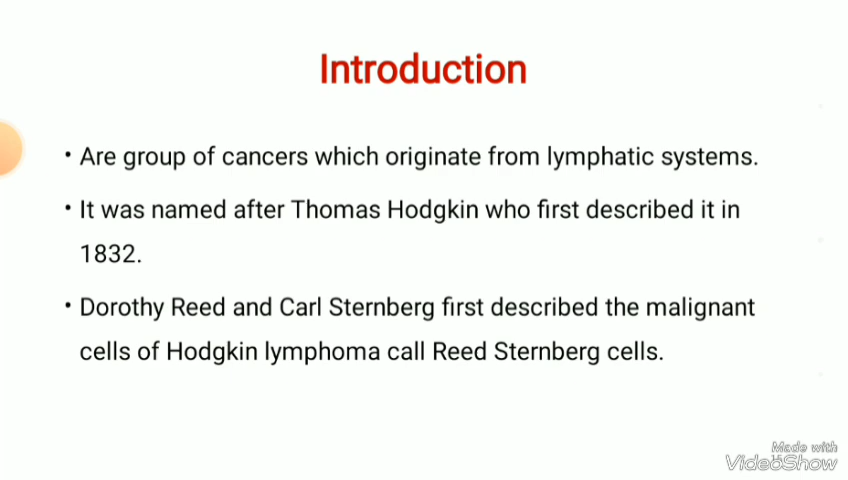 Introduction
• Are group of cancers which originate from lymphatic systems.
• It was named after Thomas Hodgkin who first described it in
1832.
• Dorothy Reed and Carl Sternberg first described the malignant
cells of Hodgkin lymphoma call Reed Sternberg cells.
Made with
VideoShow